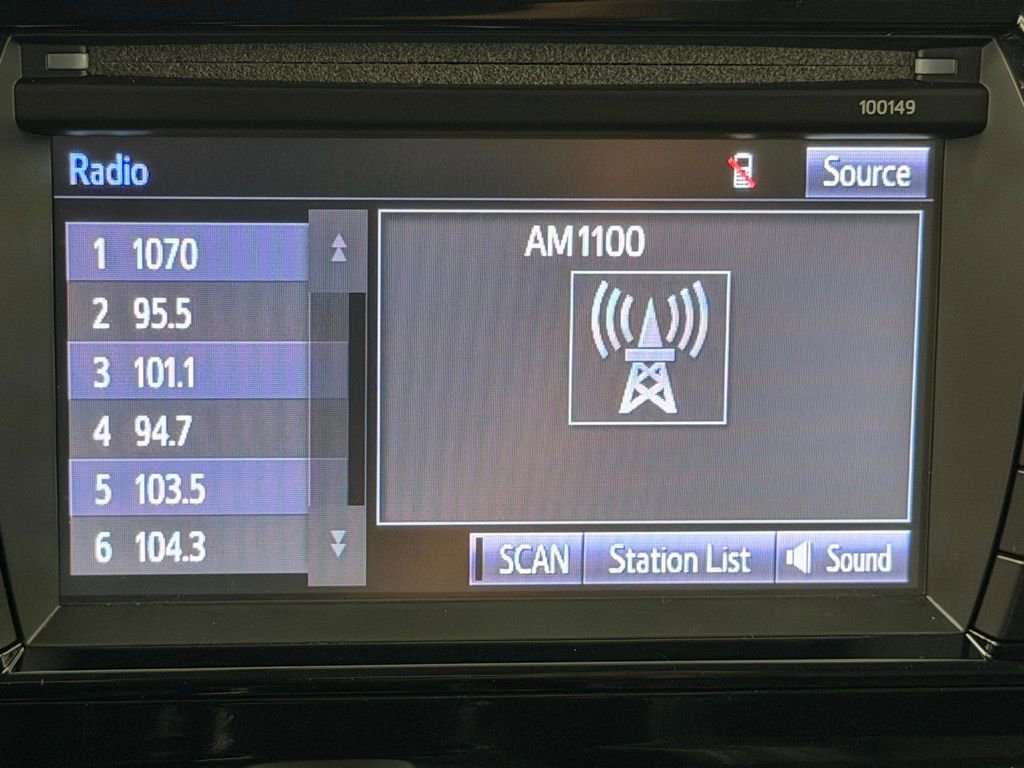 100149
Radio
Source
1 1070
2 95.5
3 101.1
4 94.7
5 103.5
6 104.3
AM1100
SCAN
Station List
Sound